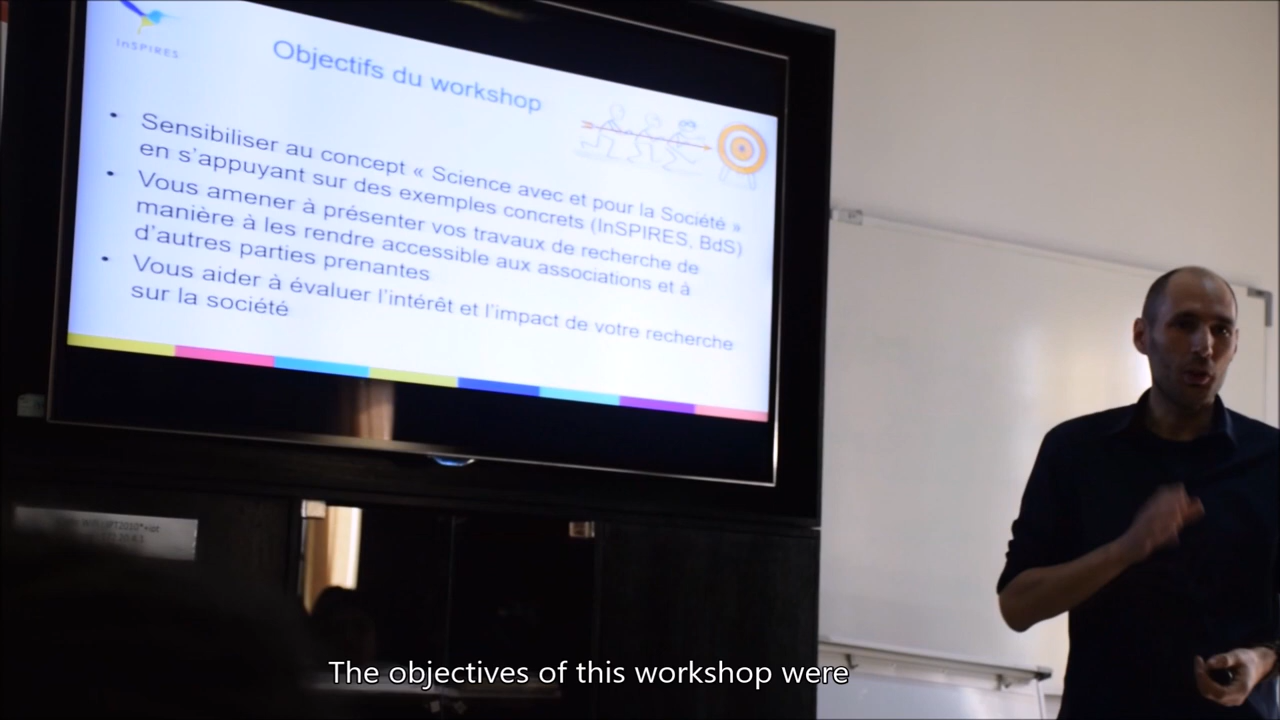 InSPIRES
Objectifs du workshop
• Sensibiliser au concept « Science avec et pour la Société »
en s'appuyant sur des exemples concrets (InSPIRES, BdS)
• Vous amener à présenter vos travaux de recherche de
manière à les rendre accessible aux associations et à
d'autres parties prenantes
• Vous aider à évaluer l'intérêt et l'impact de votre recherche
sur la société
The objectives of this workshop were